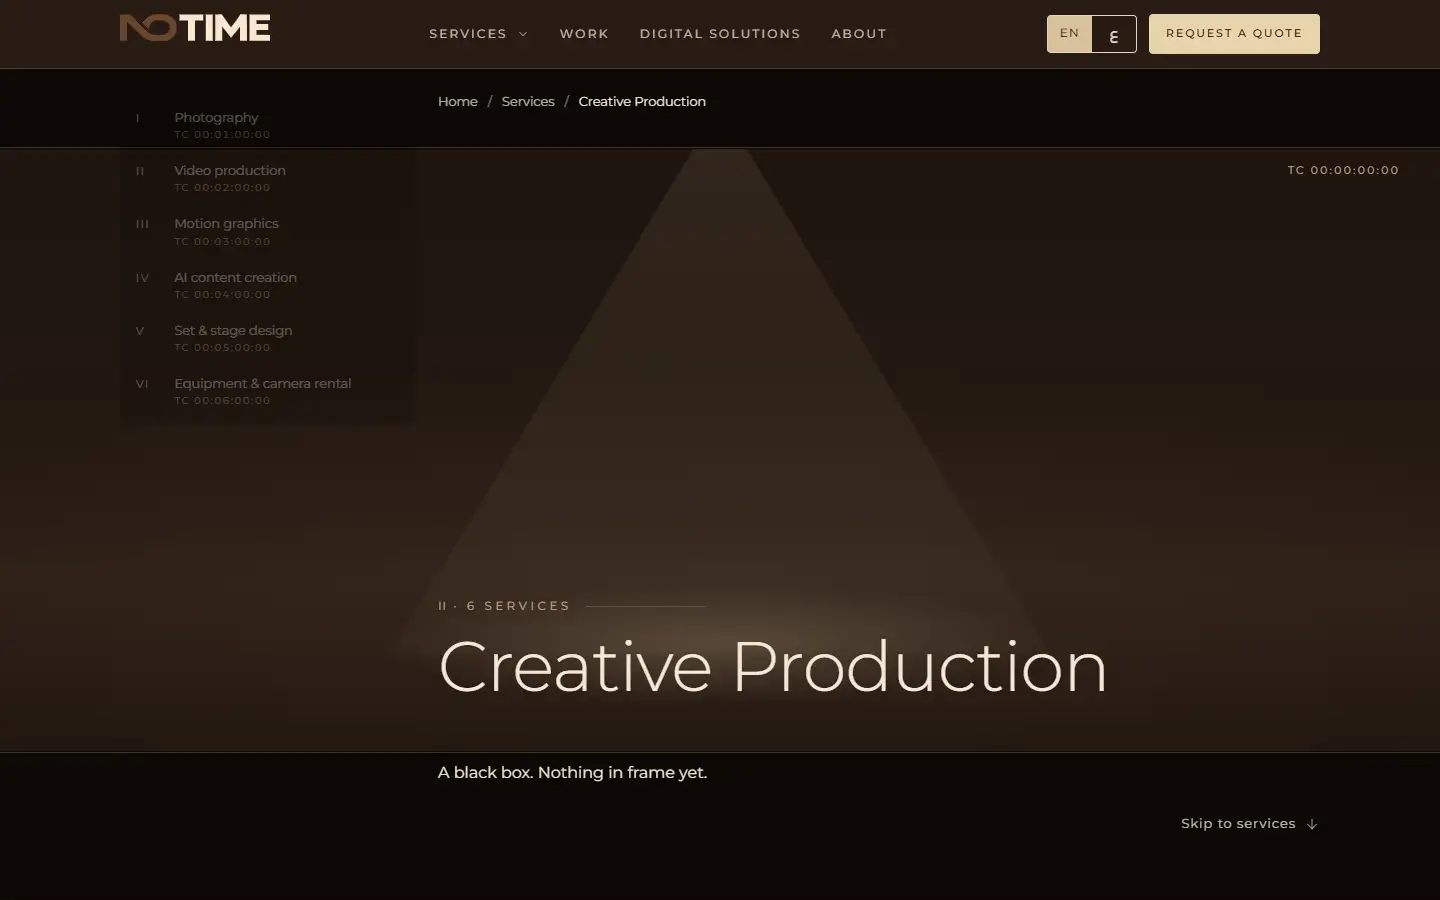 NOTIME
SERVICES
WORK
DIGITAL SOLUTIONS
ABOUT
EN
ع
REQUEST A QUOTE
Home / Services / Creative Production
I Photography
TC 00:01:00:00
II Video production
TC 00:02:00:00
III Motion graphics
TC 00:03:00:00
IV AI content creation
TC 00:04:00:00
V Set & stage design
TC 00:05:00:00
VI Equipment & camera rental
TC 00:06:00:00
TC 00:00:00:00
II · 6 SERVICES
Creative Production
A black box. Nothing in frame yet.
Skip to services ↓